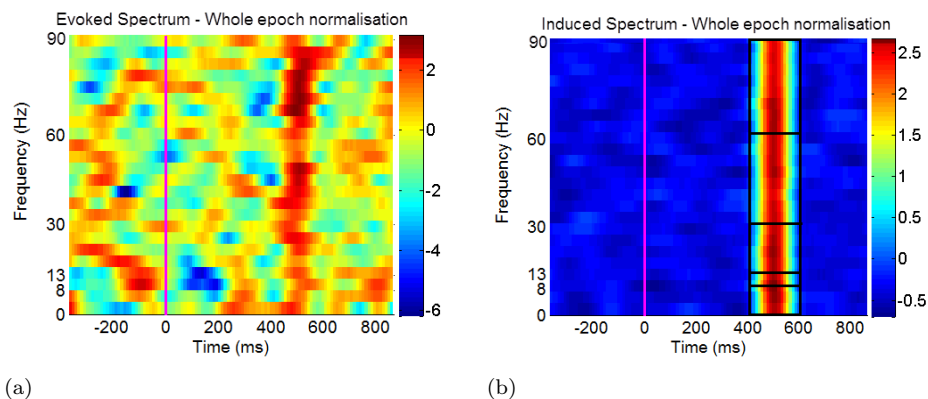 Evoked Spectrum - Whole epoch normalisation
Frequency (Hz)
90
60
30
13
8
0
-200 0 200 400 600 800
Time (ms)
2
0
-2
-4
-6
(a)
Induced Spectrum - Whole epoch normalisation
Frequency (Hz)
90
60
30
13
8
0
-200 0 200 400 600 800
Time (ms)
2.5
2
1.5
1
0.5
0
-0.5
(b)